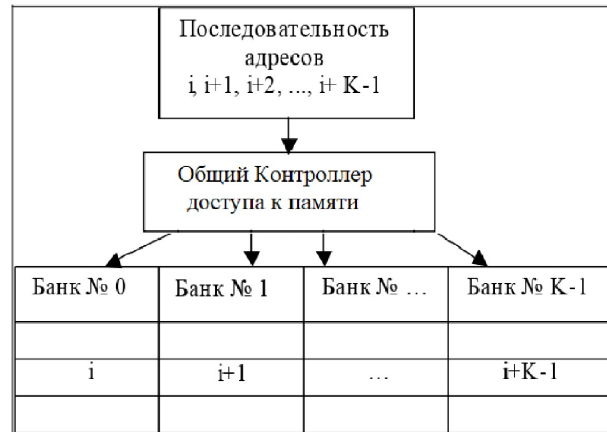 Последовательность
адресов
i, i+1, i+2, ..., i+ K-1
Общий Контроллер
доступа к памяти
Банк № 0 Банк № 1 Банк № ... Банк № K-1
i i+1 ... i+K-1